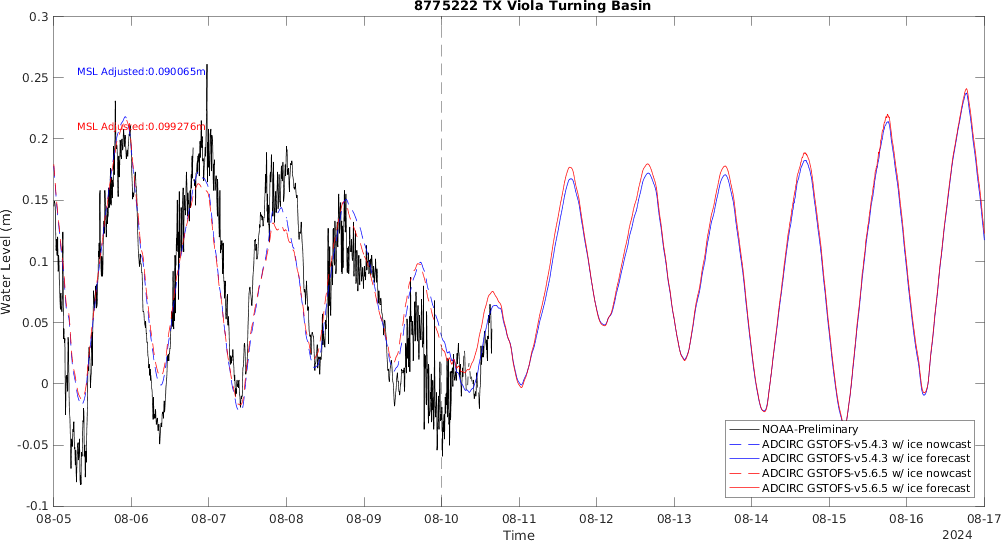 8775222 TX Viola Turning Basin
0.3
0.25
0.2
0.15
0.1
0.05
0
-0.05
-0.1
Water Level (m)
MSL Adjusted:0.090065m
MSL Adjusted:0.099276m
NOAA-Preliminary
ADCIRC GSTOFS-v5.4.3 w/ ice nowcast
ADCIRC GSTOFS-v5.4.3 w/ ice forecast
ADCIRC GSTOFS-v5.6.5 w/ ice nowcast
ADCIRC GSTOFS-v5.6.5 w/ ice forecast
08-05 08-06 08-07 08-08 08-09 08-10 08-11 08-12 08-13 08-14 08-15 08-16 08-17
Time
2024